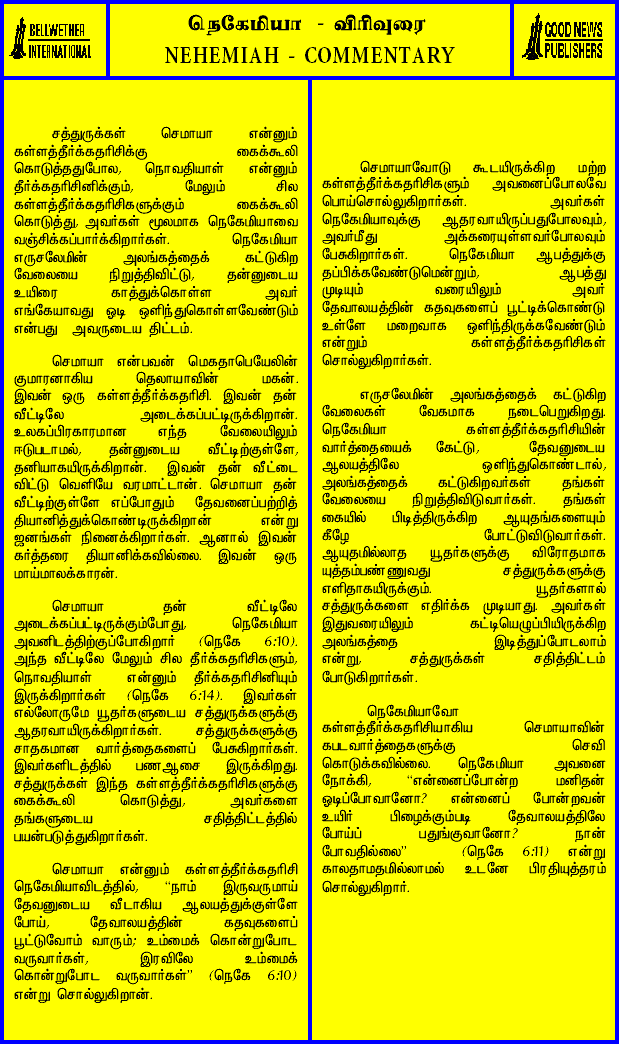 BELLWETHER
INTERNATIONAL
நெகேமியா - விரிவுரை
NEHEMIAH - COMMENTARY
GOOD NEWS
PUBLISHERS
சத்துருக்கள் செமாயா என்னும்
கள்ளத்தீர்க்கதரிசிக்கு கைக்கூலி
கொடுத்ததுபோல, நொவதியாள் என்னும்
தீர்க்கதரிசினிக்கும், மேலும் சில
கள்ளத்தீர்க்கதரிசிகளுக்கும் கைக்கூலி
கொடுத்து, அவர்கள் மூலமாக நெகேமியாவை
வஞ்சிக்கப்பார்க்கிறார்கள். நெகேமியா
எருசலேமின் அலங்கத்தைக் கட்டுகிற
வேலையை நிறுத்திவிட்டு, தன்னுடைய
உயிரை காத்துக்கொள்ள அவர்
எங்கேயாவது ஓடி ஒளிந்துகொள்ளவேண்டும்
என்பது அவருடைய திட்டம்.
செமாயா என்பவன் மெகதாபெயேலின்
குமாரனாகிய தெலாயாவின் மகன்.
இவன் ஒரு கள்ளத்தீர்க்கதரிசி. இவன் தன்
வீட்டிலே அடைக்கப்பட்டிருக்கிறான்.
உலகப்பிரகாரமான எந்த வேலையிலும்
ஈடுபடாமல், தன்னுடைய வீட்டிற்குள்ளே,
தனியாகயிருக்கிறான். இவன் தன் வீட்டை
விட்டு வெளியே வரமாட்டான். செமாயா தன்
வீட்டிற்குள்ளே எப்போதும் தேவனைப்பற்றித்
தியானித்துக்கொண்டிருக்கிறான் என்று
ஜனங்கள் நினைக்கிறார்கள். ஆனால் இவன்
கர்த்தரை தியானிக்கவில்லை. இவன் ஒரு
மாய்மாலக்காரன்.
செமாயா தன் வீட்டிலே
அடைக்கப்பட்டிருக்கும்போது, நெகேமியா
அவனிடத்திற்குப்போகிறார் (நெகே 6:10).
அந்த வீட்டிலே மேலும் சில தீர்க்கதரிசிகளும்,
நொவதியாள் என்னும் தீர்க்கதரிசினியும்
இருக்கிறார்கள் (நெகே 6:14). இவர்கள்
எல்லோருமே யூதர்களுடைய சத்துருக்களுக்கு
ஆதரவாயிருக்கிறார்கள். சத்துருக்களுக்கு
சாதகமான வார்த்தைகளைப் பேசுகிறார்கள்.
இவர்களிடத்தில் பணஆசை இருக்கிறது.
சத்துருக்கள் இந்த கள்ளத்தீர்க்கதரிசிகளுக்கு
கைக்கூலி கொடுத்து, அவர்களை
தங்களுடைய சதித்திட்டத்தில்
பயன்படுத்துகிறார்கள்.
செமாயா என்னும் கள்ளத்தீர்க்கதரிசி
நெகேமியாவிடத்தில், "நாம் இருவருமாய்
தேவனுடைய வீடாகிய ஆலயத்துக்குள்ளே
போய், தேவாலயத்தின் கதவுகளைப்
பூட்டுவோம் வாரும்; உம்மைக் கொன்றுபோட
வருவார்கள், இரவிலே உம்மைக்
கொன்றுபோட வருவார்கள்" (நெகே 6:10)
என்று சொல்லுகிறான்.
செமாயாவோடு கூடயிருக்கிற மற்ற
கள்ளத்தீர்க்கதரிசிகளும் அவனைப்போலவே
பொய்சொல்லுகிறார்கள். அவர்கள்
நெகேமியாவுக்கு ஆதரவாயிருப்பதுபோலவும்,
அவர்மீது அக்கரையுள்ளவர்போலவும்
பேசுகிறார்கள். நெகேமியா ஆபத்துக்கு
தப்பிக்கவேண்டுமென்றும், ஆபத்து
முடியும் வரையிலும் அவர்
தேவாலயத்தின் கதவுகளைப் பூட்டிக்கொண்டு
உள்ளே மறைவாக ஒளிந்திருக்கவேண்டும்
என்றும் கள்ளத்தீர்க்கதரிசிகள்
சொல்லுகிறார்கள்.
எருசலேமின் அலங்கத்தைக் கட்டுகிற
வேலைகள் வேகமாக நடைபெறுகிறது.
நெகேமியா கள்ளத்தீர்க்கதரிசியின்
வார்த்தையைக் கேட்டு, தேவனுடைய
ஆலயத்திலே ஒளிந்துகொண்டால்,
அலங்கத்தைக் கட்டுகிறவர்கள் தங்கள்
வேலையை நிறுத்திவிடுவார்கள். தங்கள்
கையில் பிடித்திருக்கிற ஆயுதங்களையும்
கீழே போட்டுவிடுவார்கள்.
ஆயுதமில்லாத யூதர்களுக்கு விரோதமாக
யுத்தம்பண்ணுவது சத்துருக்களுக்கு
எளிதாகயிருக்கும். யூதர்களால்
சத்துருக்களை எதிர்க்க முடியாது. அவர்கள்
இதுவரையிலும் கட்டியெழுப்பியிருக்கிற
அலங்கத்தை இடித்துப்போடலாம்
என்று, சத்துருக்கள் சதித்திட்டம்
போடுகிறார்கள்.
நெகேமியாவோ
கள்ளத்தீர்க்கதரிசியாகிய செமாயாவின்
கபடவார்த்தைகளுக்கு செவி
கொடுக்கவில்லை. நெகேமியா அவனை
நோக்கி, "என்னைப்போன்ற மனிதன்
ஓடிப்போவானோ? என்னைப் போன்றவன்
உயிர் பிழைக்கும்படி தேவாலயத்திலே
போய்ப் பதுங்குவானோ? நான்
போவதில்லை" (நெகே 6:11) என்று
காலதாமதமில்லாமல் உடனே பிரதியுத்தரம்
சொல்லுகிறார்.